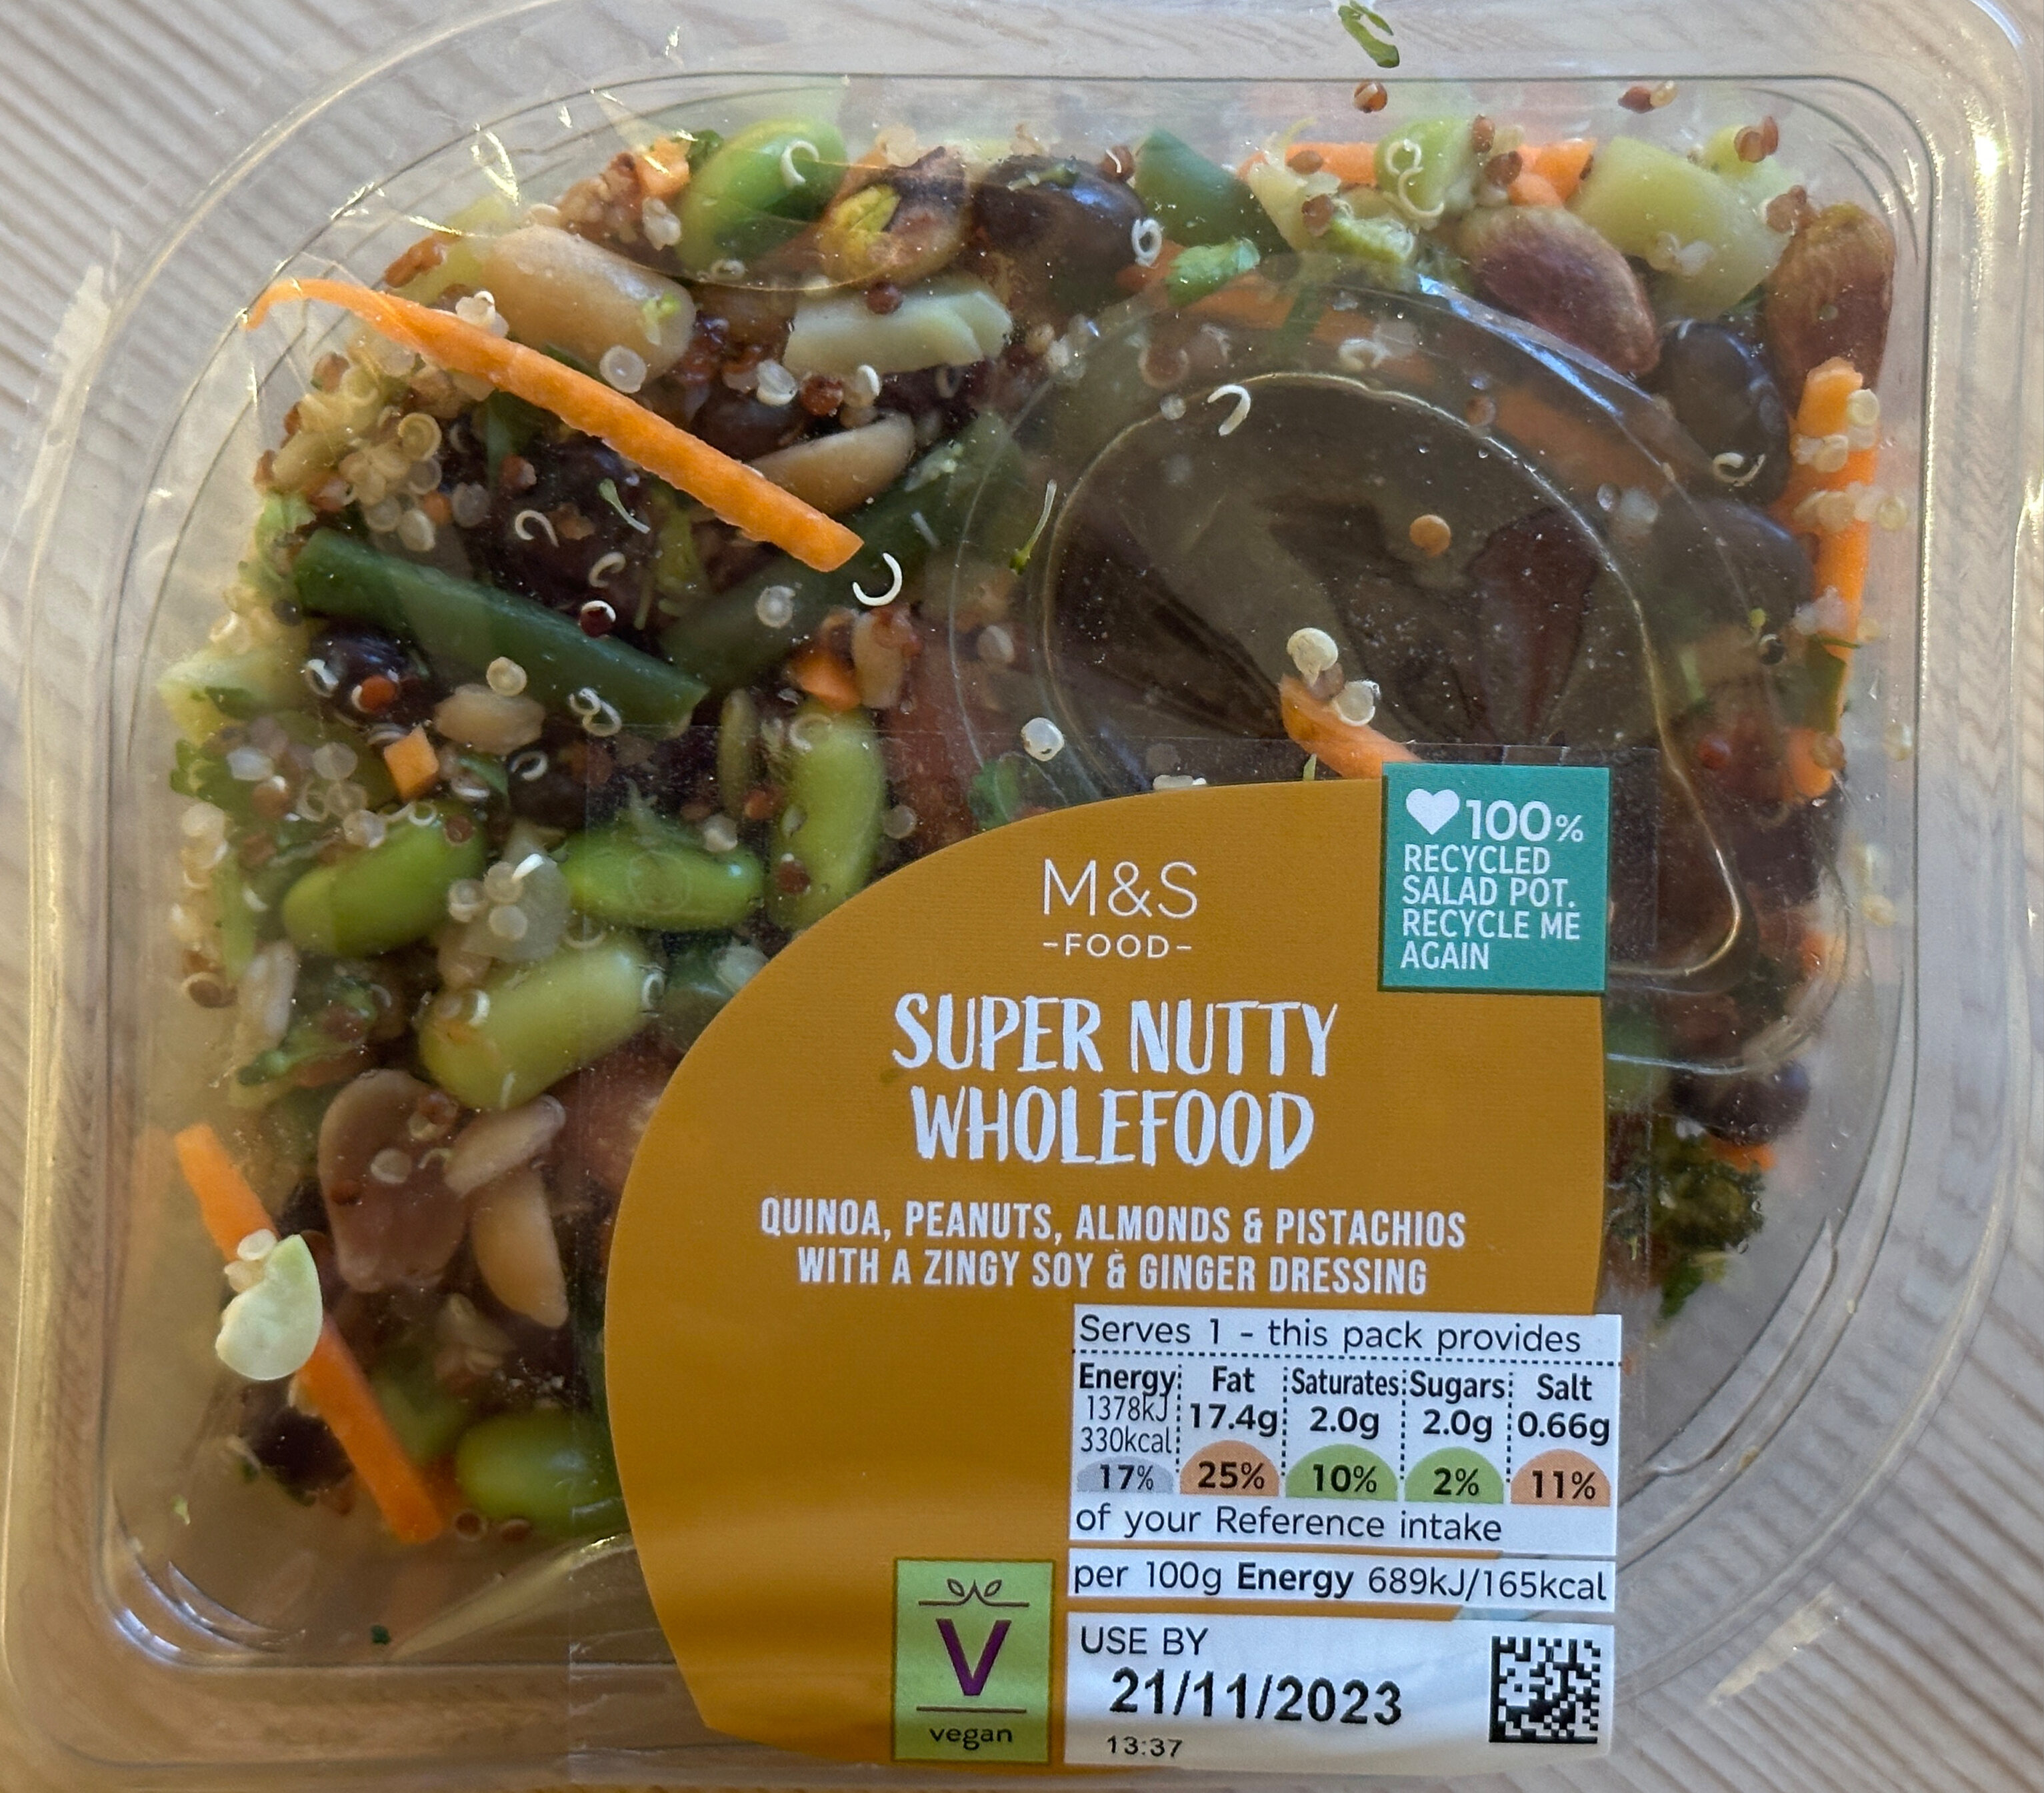 ♥100%
RECYCLED
SALAD POT.
RECYCLE ME
AGAIN
M&S
-FOOD-
SUPER NUTTY
WHOLEFOOD
QUINOA, PEANUTS, ALMONDS & PISTACHIOS
WITH A ZINGY SOY & GINGER DRESSING
Serves 1 - this pack provides
Energy Fat Saturates Sugars Salt
1378kJ 17.4g 2.0g 2.0g 0.66g
330kcal
17% 25% 10% 2% 11%
of your Reference intake
per 100g Energy 689kJ/165kcal
V
vegan
USE BY
21/11/2023
13:37